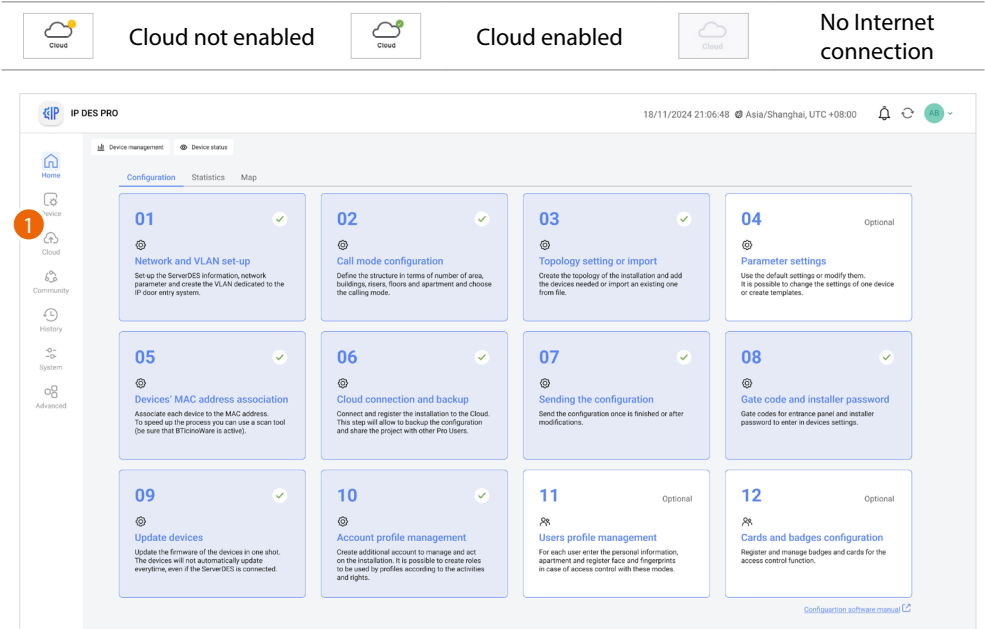 Cloud
Cloud not enabled
Cloud
Cloud enabled
Cloud
No Internet
connection
IP
IP DES PRO
18/11/2024 21:06:48
Asia/Shanghai, UTC +08:00
AB
Device management
Device status
Home
Device
1
Cloud
Community
History
System
Advanced
Configuration
Statistics
Map
01
Network and VLAN set-up
Set-up the ServerDES information, network
parameter and create the VLAN dedicated to the
IP door entry system.
02
Call mode configuration
Define the structure in terms of number of area,
buildings, risers, floors and apartment and choose
the calling mode.
03
Topology setting or import
Create the topology of the installation and add
the devices needed or import an existing one
from file.
04
Optional
Parameter settings
Use the default settings or modify them.
It is possible to change the settings of one device
or create templates.
05
Devices' MAC address association
Associate each device to the MAC address.
To speed up the process you can use a scan tool
(be sure that BTicinoWare is active).
06
Cloud connection and backup
Connect and register the installation to the Cloud.
This step will allow to backup the configuration
and share the project with other Pro Users.
07
Sending the configuration
Send the configuration once is finished or after
modifications.
08
Gate code and installer password
Gate codes for entrance panel and installer
password to enter in devices settings.
09
Update devices
Update the firmware of the devices in one shot.
The devices will not automatically update
everytime, even if the ServerDES is connected.
10
Account profile management
Create additional account to manage and act
on the installation. It is possible to create roles
to be used by profiles according to the activities
and rights.
11
Optional
Users profile management
For each user enter the personal information,
apartment and register face and fingerprints
in case of access control with these modes.
12
Optional
Cards and badges configuration
Register and manage badges and cards for the
access control function.
Configuartion software manual